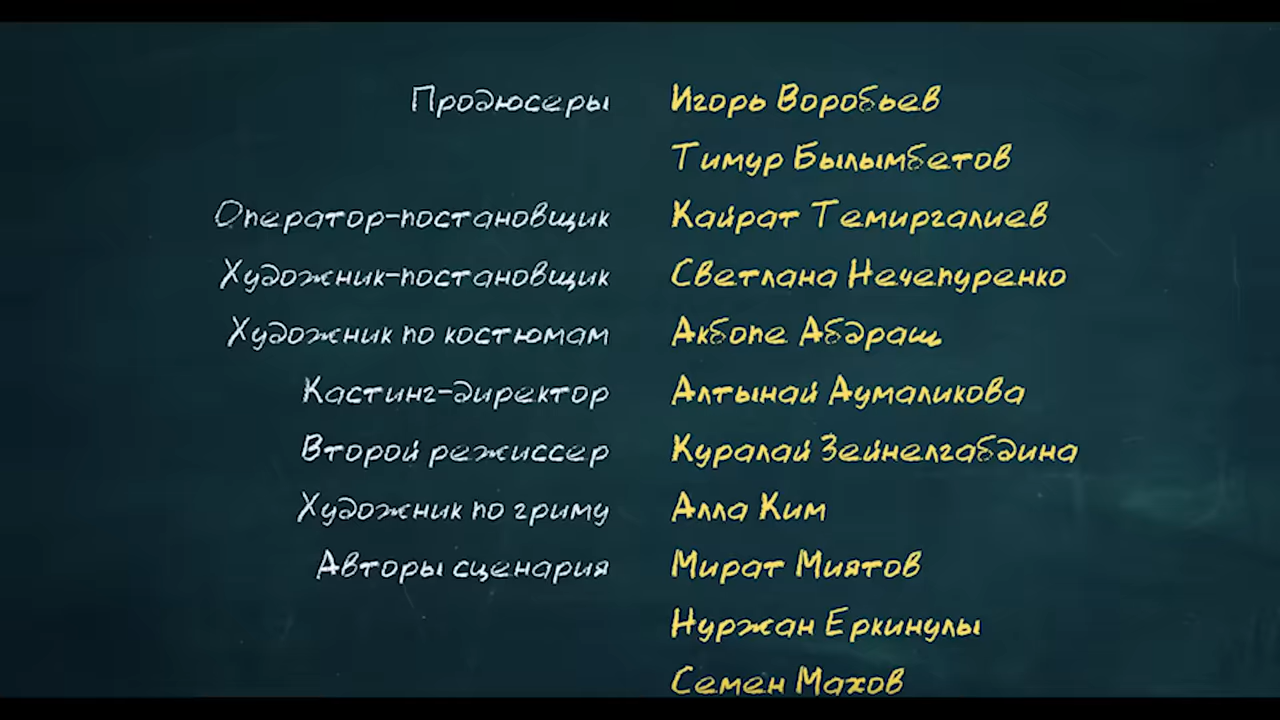 Продюсеры Игорь Воробьев
Тимур Былымбетов
Оператор-постановщик Кайрат Темиргалиев
Художник-постановщик Светлана Нечепуренко
Художник по костюмам Акбопе Абдраш
Кастинг-директор Алтынай Аумаликова
Второй режиссер Куралай Зейнелгабдина
Художник по гриму Алла Ким
Авторы сценария Мират Миятов
Нуржан Еркинулы
Семен Махов